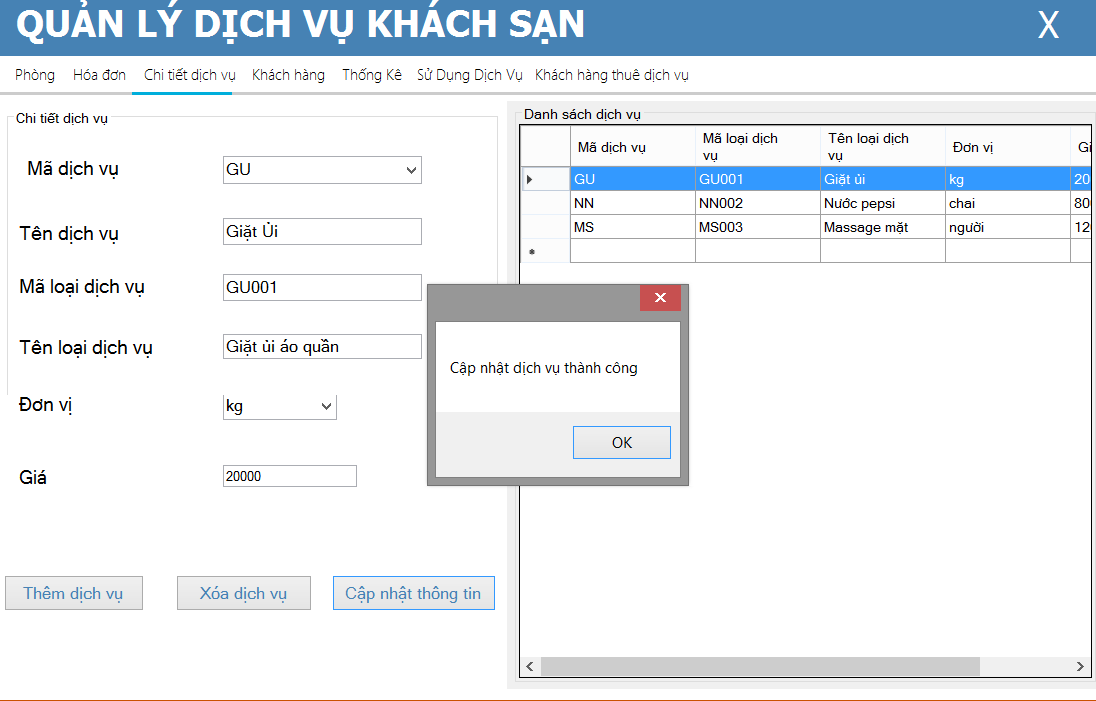 QUẢN LÝ DỊCH VỤ KHÁCH SẠN X
Phòng Hóa đơn Chi tiết dịch vụ Khách hàng Thống Kê Sử Dụng Dịch Vụ Khách hàng thuê dịch vụ
Chi tiết dịch vụ
Mã dịch vụ GU
Tên dịch vụ Giặt Ủi
Mã loại dịch vụ GU001
Tên loại dịch vụ Giặt ủi áo quần
Đơn vị kg
Giá 20000
Thêm dịch vụ Xóa dịch vụ Cập nhật thông tin
Danh sách dịch vụ
Mã dịch vụ Mã loại dịch vụ Tên loại dịch vụ Đơn vị Gi
GU GU001 Giặt ủi kg 20
NN NN002 Nước pepsi chai 80
MS MS003 Massage mặt người 12
Cập nhật dịch vụ thành công
OK